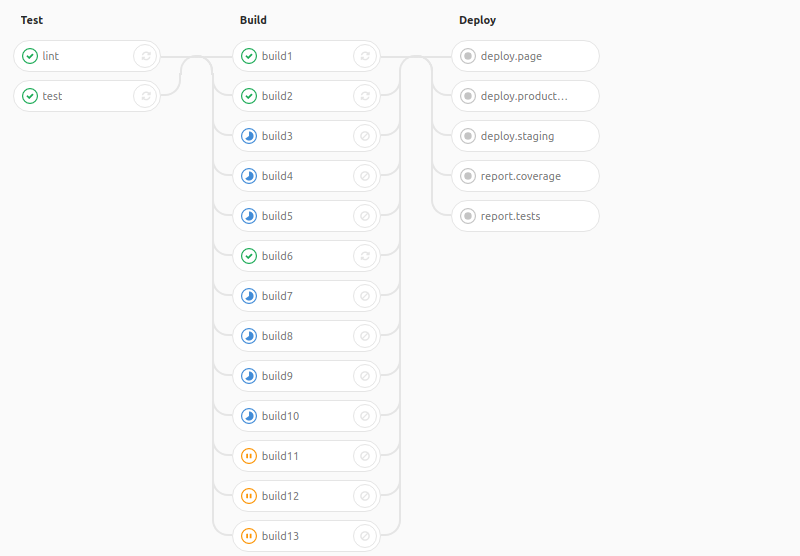 Test
Build
Deploy
lint
build1
deploy.page
test
build2
deploy.product...
build3
deploy.staging
build4
report.coverage
build5
report.tests
build6
build7
build8
build9
build10
build11
build12
build13